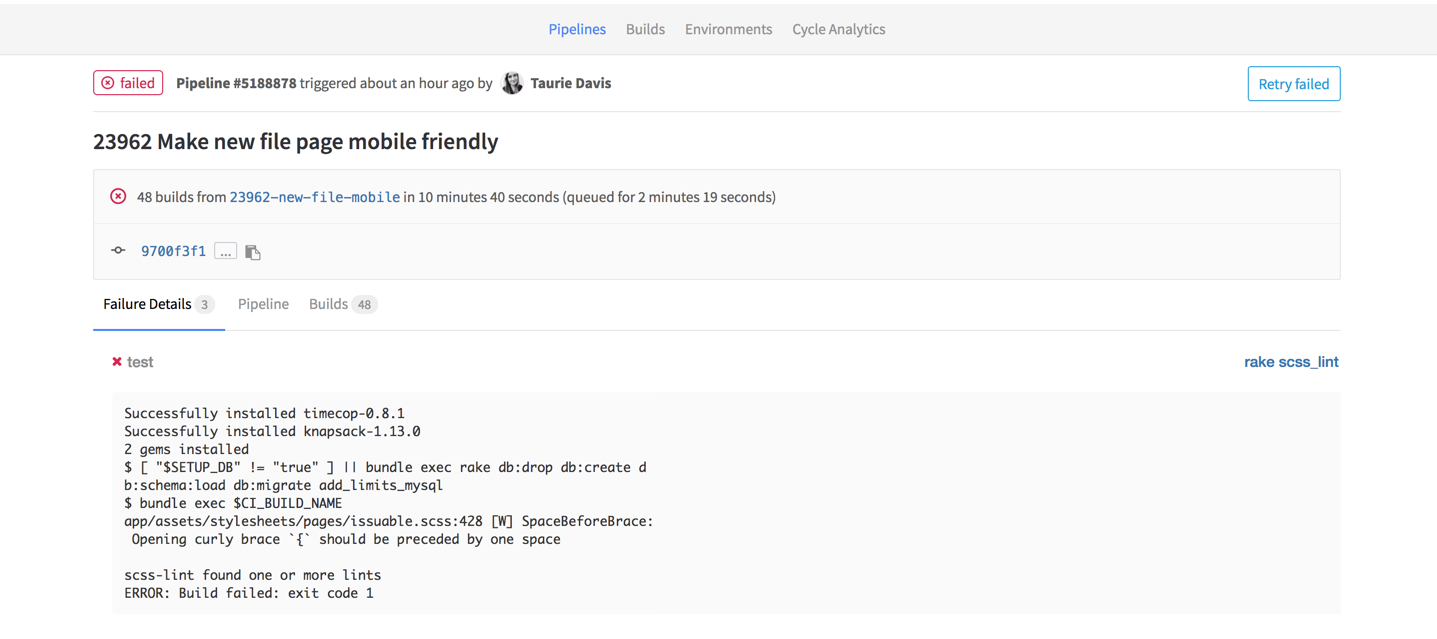 Pipelines Builds Environments Cycle Analytics
failed Pipeline #5188878 triggered about an hour ago by Taurie Davis Retry failed
23962 Make new file page mobile friendly
48 builds from 23962-new-file-mobile in 10 minutes 40 seconds (queued for 2 minutes 19 seconds)
9700f3f1 ...
Failure Details 3 Pipeline Builds 48
test rake scss_lint
Successfully installed timecop-0.8.1
Successfully installed knapsack-1.13.0
2 gems installed
$ [ "$SETUP_DB" != "true" ] || bundle exec rake db:drop db:create d
b:schema:load db:migrate add_limits_mysql
$ bundle exec $CI_BUILD_NAME
app/assets/stylesheets/pages/issuable.scss:428 [W] SpaceBeforeBrace:
 Opening curly brace `{` should be preceded by one space
scss-lint found one or more lints
ERROR: Build failed: exit code 1